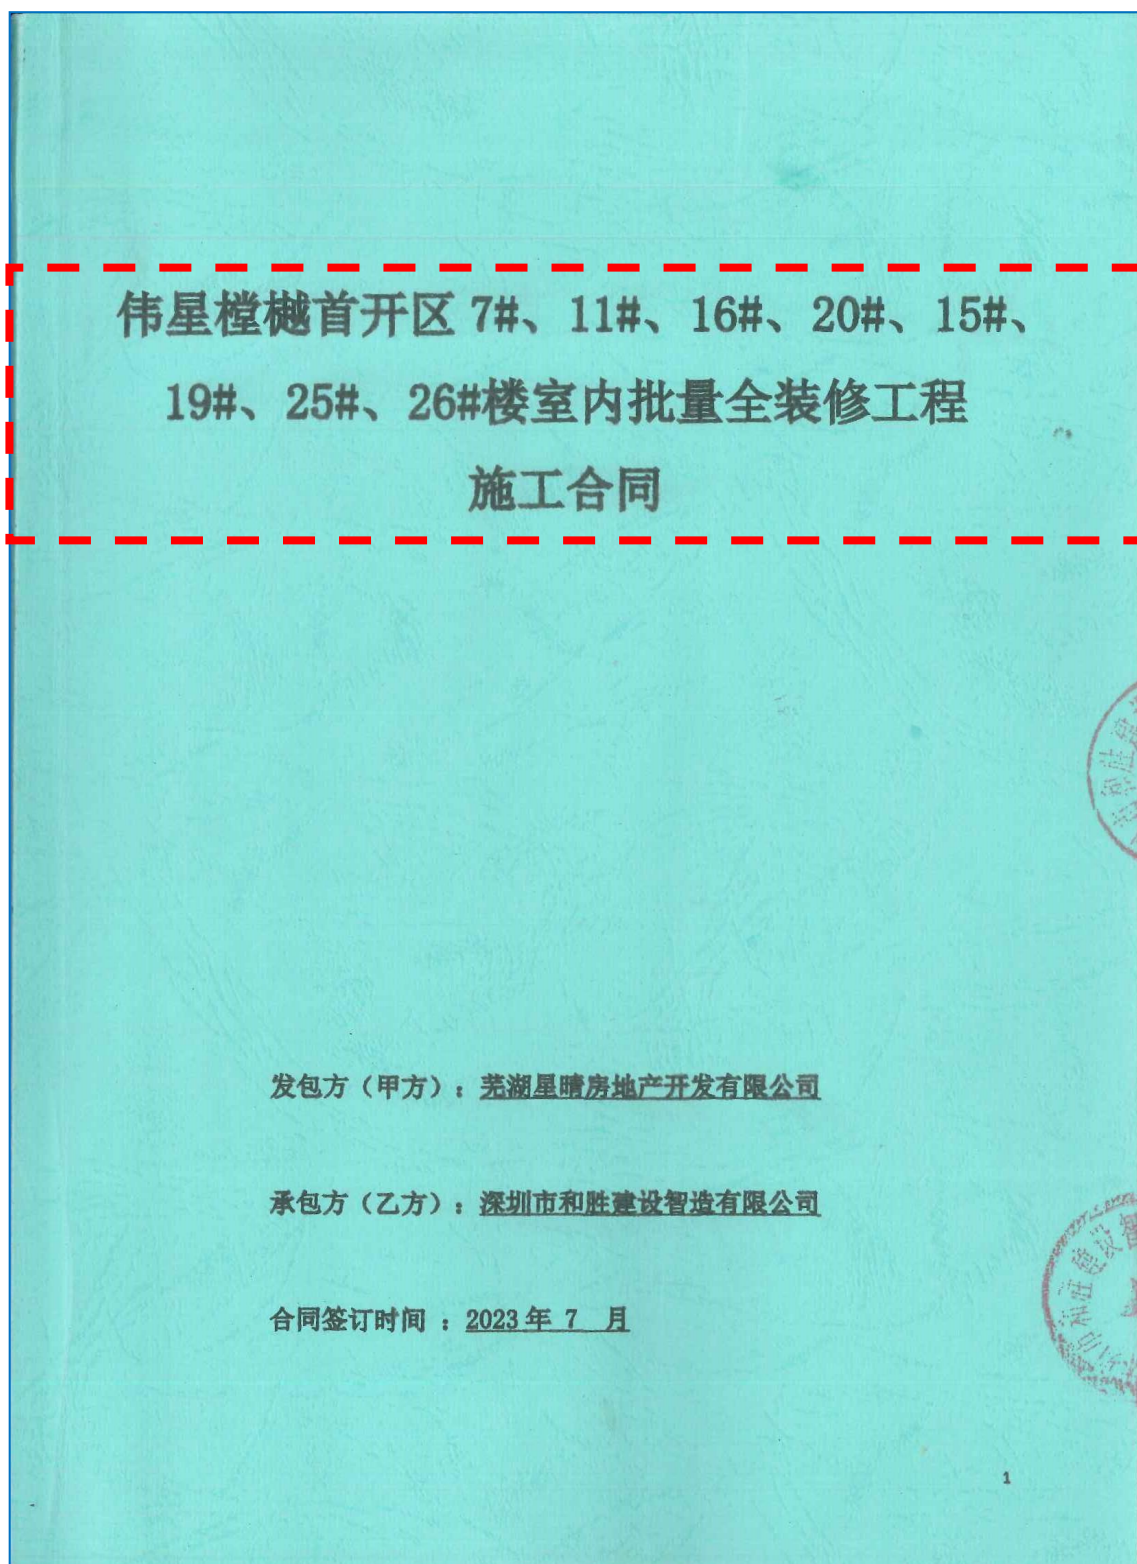 伟星樘樾首开区 7#、11#、16#、20#、15#、
19#、25#、26#楼室内批量全装修工程
施工合同
发包方（甲方）：芜湖星晴房地产开发有限公司
承包方（乙方）：深圳市和胜建设智造有限公司
合同签订时间 ：2023 年 7 月
1